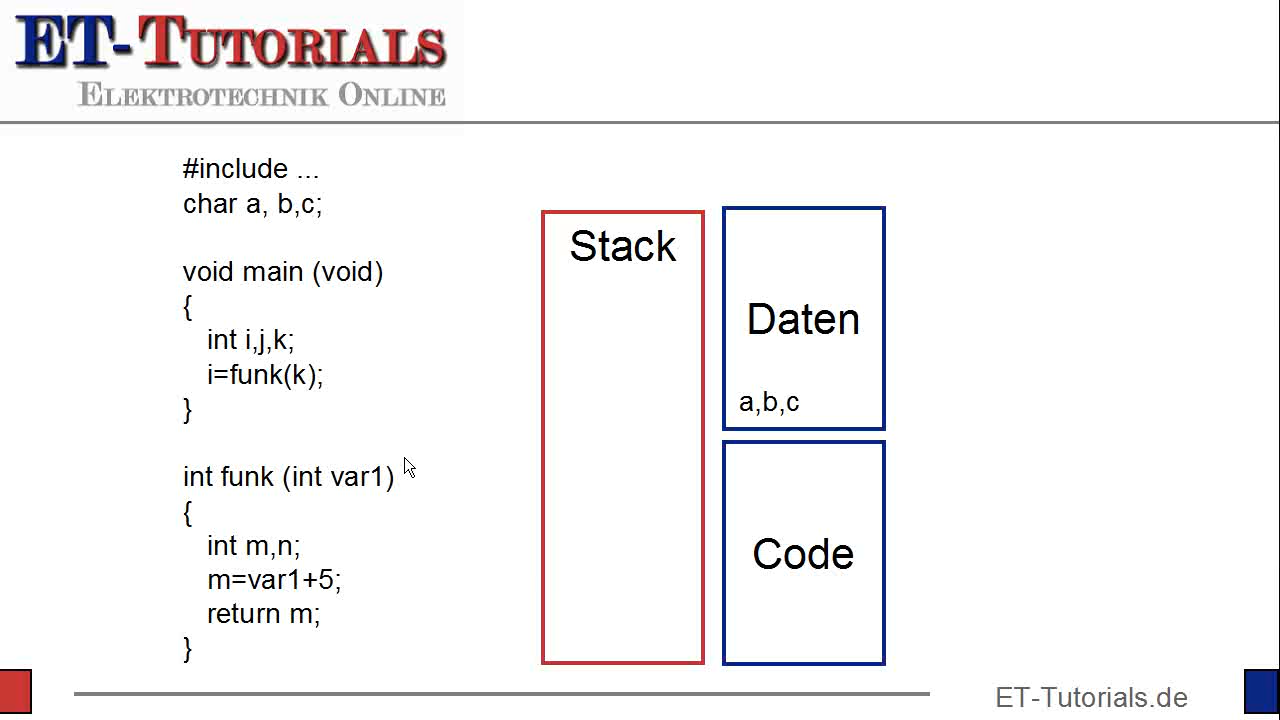 ET-TUTORIALS
ELEKTROTECHNIK ONLINE
#include ...
char a, b,c;
void main (void)
{
int i,j,k;
i=funk(k);
}
int funk (int var1)
{
int m,n;
m=var1+5;
return m;
}
Stack
Daten
a,b,c
Code
ET-Tutorials.de